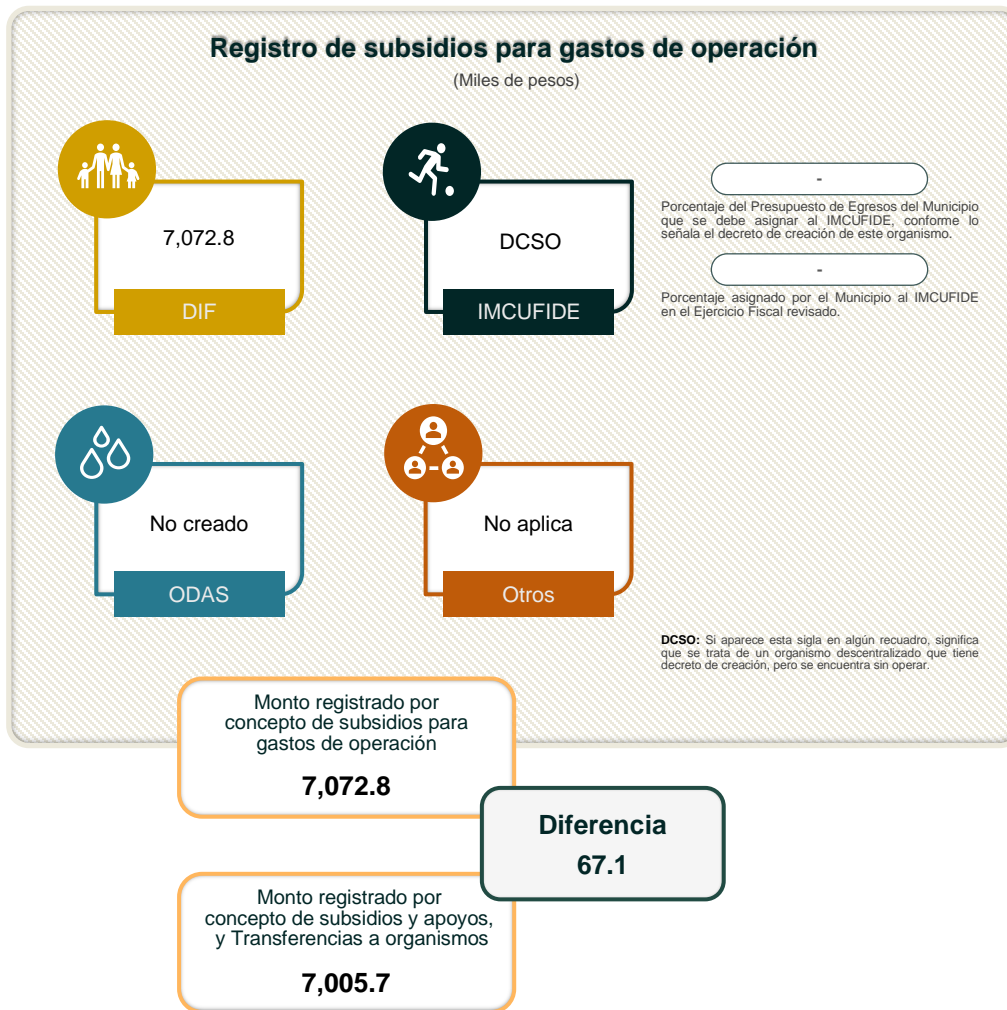 Registro de subsidios para gastos de operación
(Miles de pesos)
7,072.8
DIF
DCSO
IMCUFIDE
-
Porcentaje del Presupuesto de Egresos del Municipio
que se debe asignar al IMCUFIDE, conforme lo
señala el decreto de creación de este organismo.
-
Porcentaje asignado por el Municipio al IMCUFIDE
en el Ejercicio Fiscal revisado.
No creado
ODAS
No aplica
Otros
DCSO: Si aparece esta sigla en algún recuadro, significa
que se trata de un organismo descentralizado que tiene
decreto de creación, pero se encuentra sin operar.
Monto registrado por
concepto de subsidios para
gastos de operación
7,072.8
Diferencia
67.1
Monto registrado por
concepto de subsidios y apoyos,
y Transferencias a organismos
7,005.7